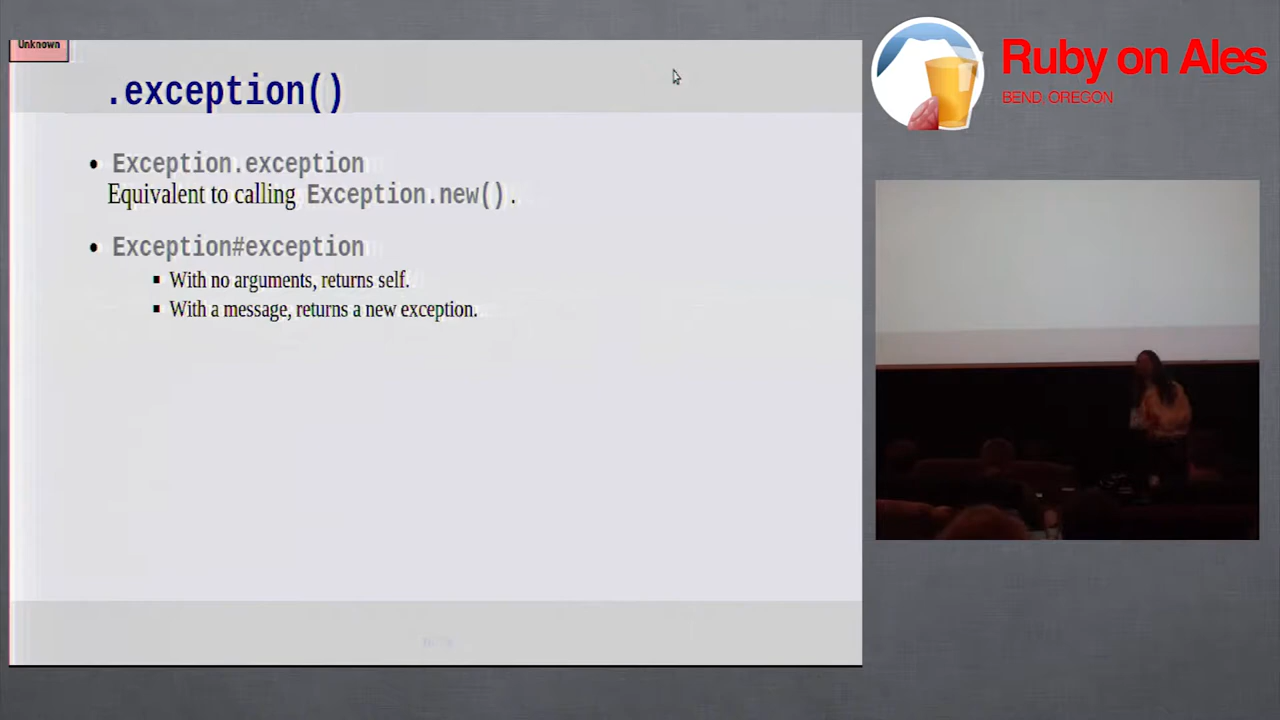 Unknown
.exception()
• Exception.exception
Equivalent to calling Exception.new().
• Exception#exception
▪ With no arguments, returns self.
▪ With a message, returns a new exception.
Ruby on Ales
BEND, OREGON